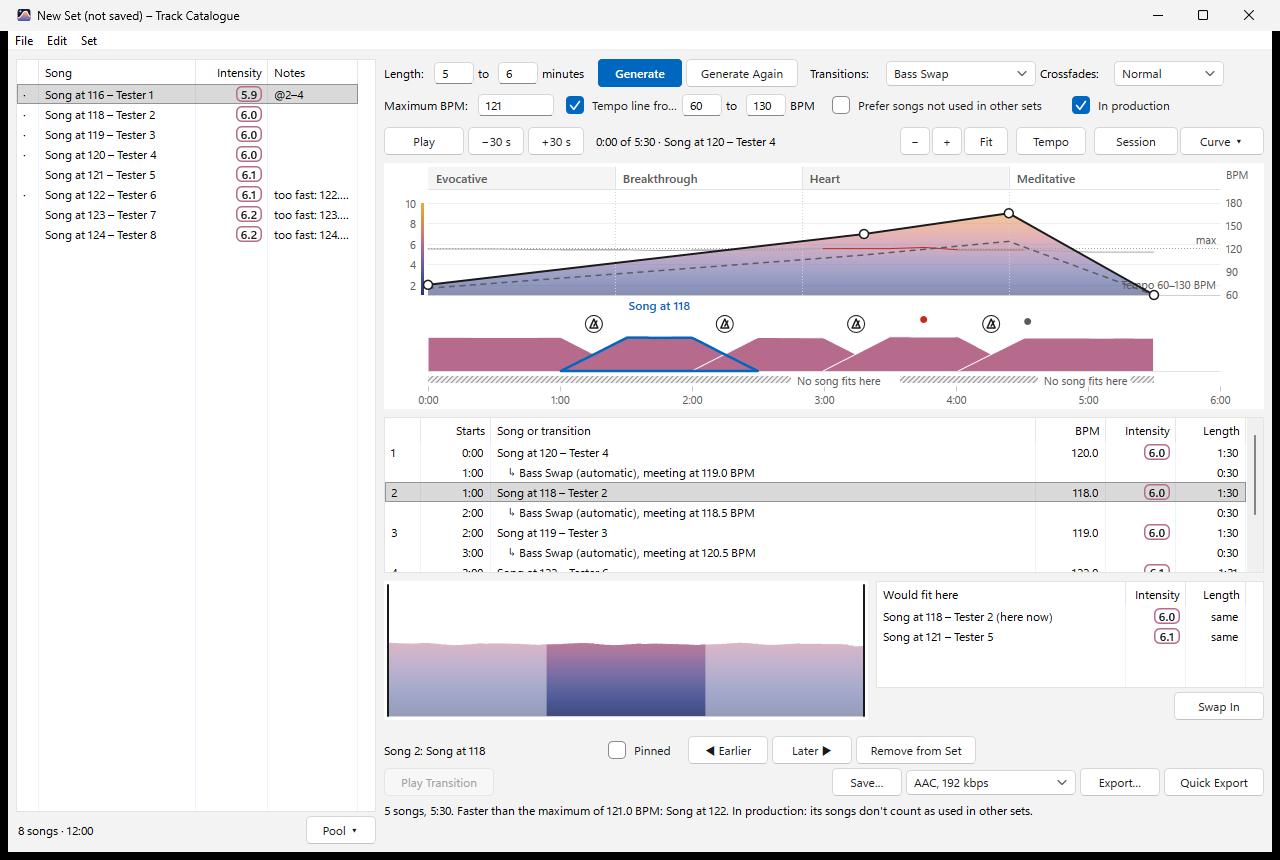 New Set (not saved) – Track Catalogue
File Edit Set
Song Intensity Notes
· Song at 116 – Tester 1 5.9 @2–4
· Song at 118 – Tester 2 6.0
· Song at 119 – Tester 3 6.0
· Song at 120 – Tester 4 6.0
Song at 121 – Tester 5 6.1
· Song at 122 – Tester 6 6.1 too fast: 122....
Song at 123 – Tester 7 6.2 too fast: 123....
Song at 124 – Tester 8 6.2 too fast: 124....
8 songs · 12:00 Pool
Length: 5 to 6 minutes Generate Generate Again Transitions: Bass Swap Crossfades: Normal
Maximum BPM: 121 Tempo line fro... 60 to 130 BPM Prefer songs not used in other sets In production
Play −30 s +30 s 0:00 of 5:30 · Song at 120 – Tester 4 − + Fit Tempo Session Curve
Evocative Breakthrough Heart Meditative BPM
10 180
8 150
max
6 120
4 90
2 Tempo 60–130 BPM 60
Song at 118
No song fits here No song fits here
0:00 1:00 2:00 3:00 4:00 5:00 6:00
Starts Song or transition BPM Intensity Length
1 0:00 Song at 120 – Tester 4 120.0 6.0 1:30
1:00 ↳ Bass Swap (automatic), meeting at 119.0 BPM 0:30
2 1:00 Song at 118 – Tester 2 118.0 6.0 1:30
2:00 ↳ Bass Swap (automatic), meeting at 118.5 BPM 0:30
3 2:00 Song at 119 – Tester 3 119.0 6.0 1:30
3:00 ↳ Bass Swap (automatic), meeting at 120.5 BPM 0:30
Would fit here Intensity Length
Song at 118 – Tester 2 (here now) 6.0 same
Song at 121 – Tester 5 6.1 same
Swap In
Song 2: Song at 118 Pinned ◀ Earlier Later ▶ Remove from Set
Play Transition Save... AAC, 192 kbps Export... Quick Export
5 songs, 5:30. Faster than the maximum of 121.0 BPM: Song at 122. In production: its songs don't count as used in other sets.